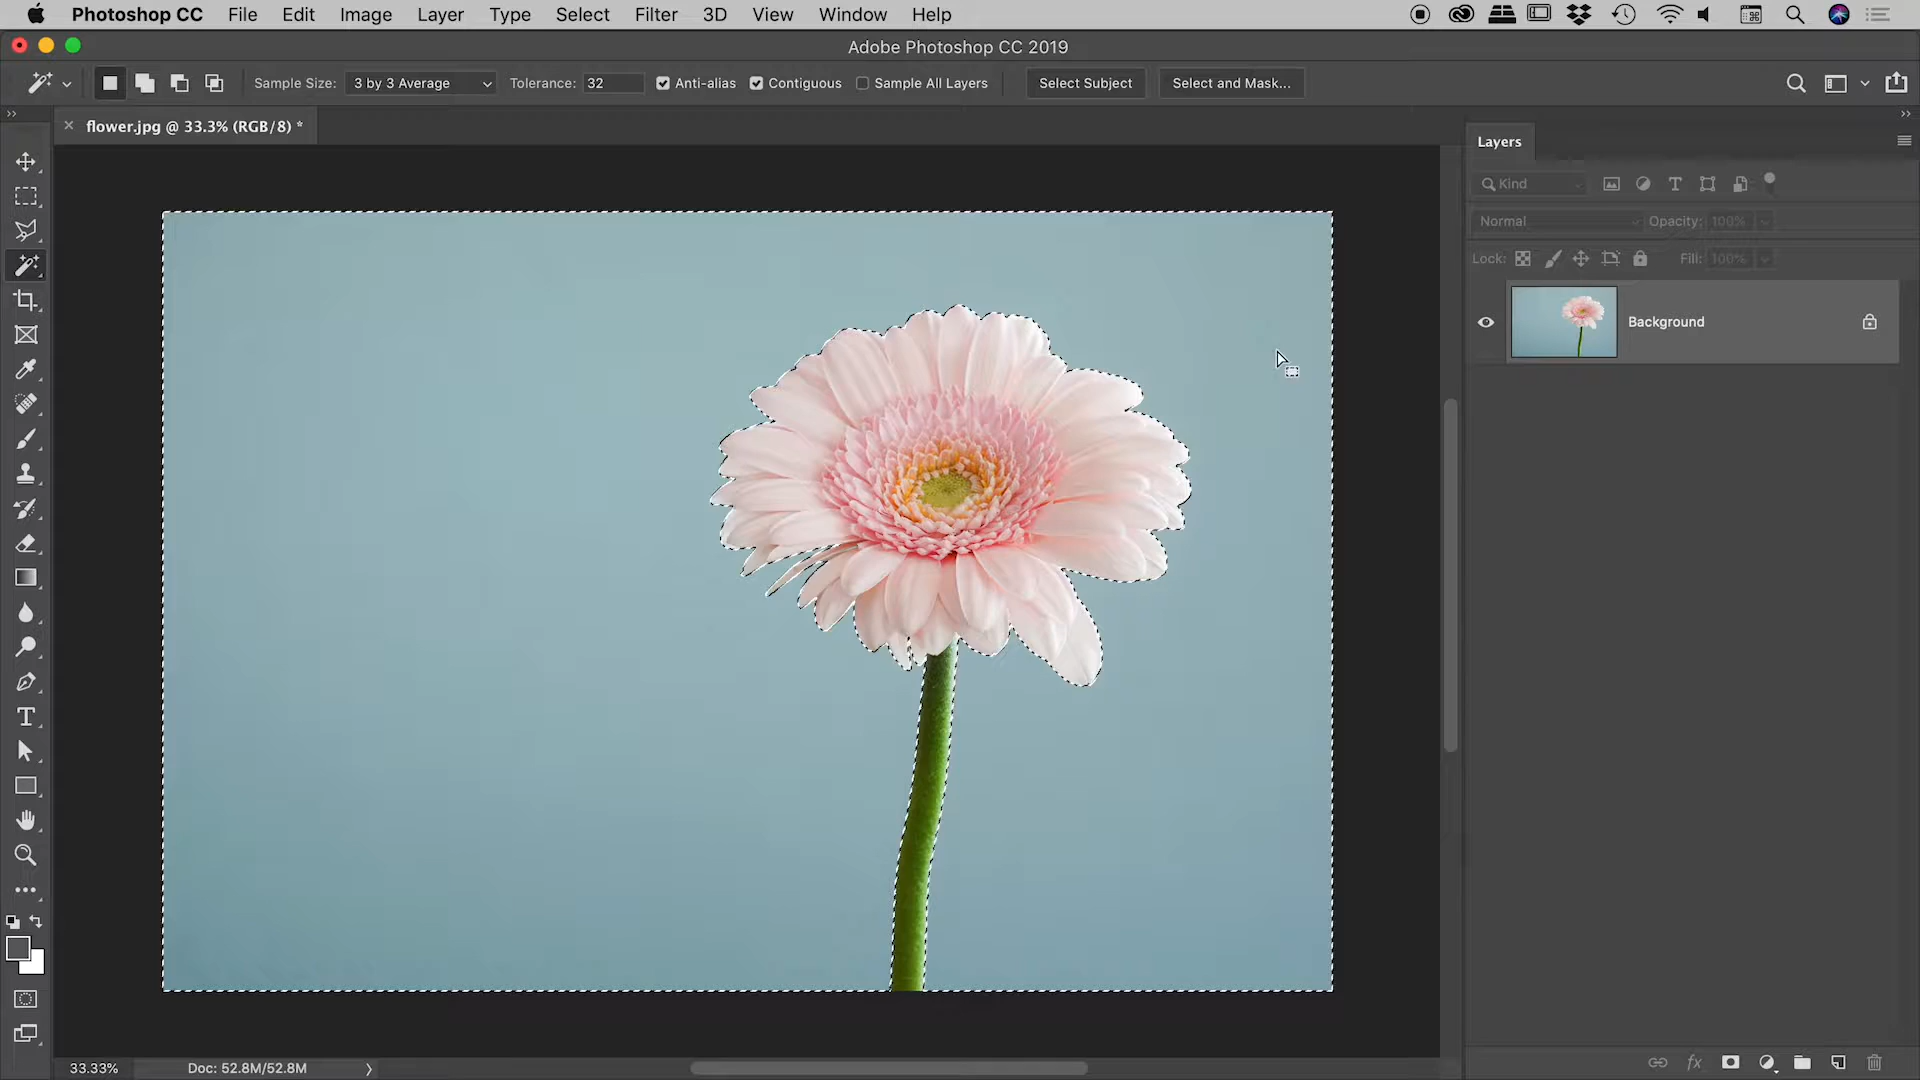 Photoshop CC File Edit Image Layer Type Select Filter 3D View Window Help
Adobe Photoshop CC 2019
Sample Size: 3 by 3 Average Tolerance: 32 Anti-alias Contiguous Sample All Layers Select Subject Select and Mask...
flower.jpg @ 33.3% (RGB/8) *
Layers
Kind
Normal Opacity: 100%
Lock: Fill: 100%
Background
33.33% Doc: 52.8M/52.8M